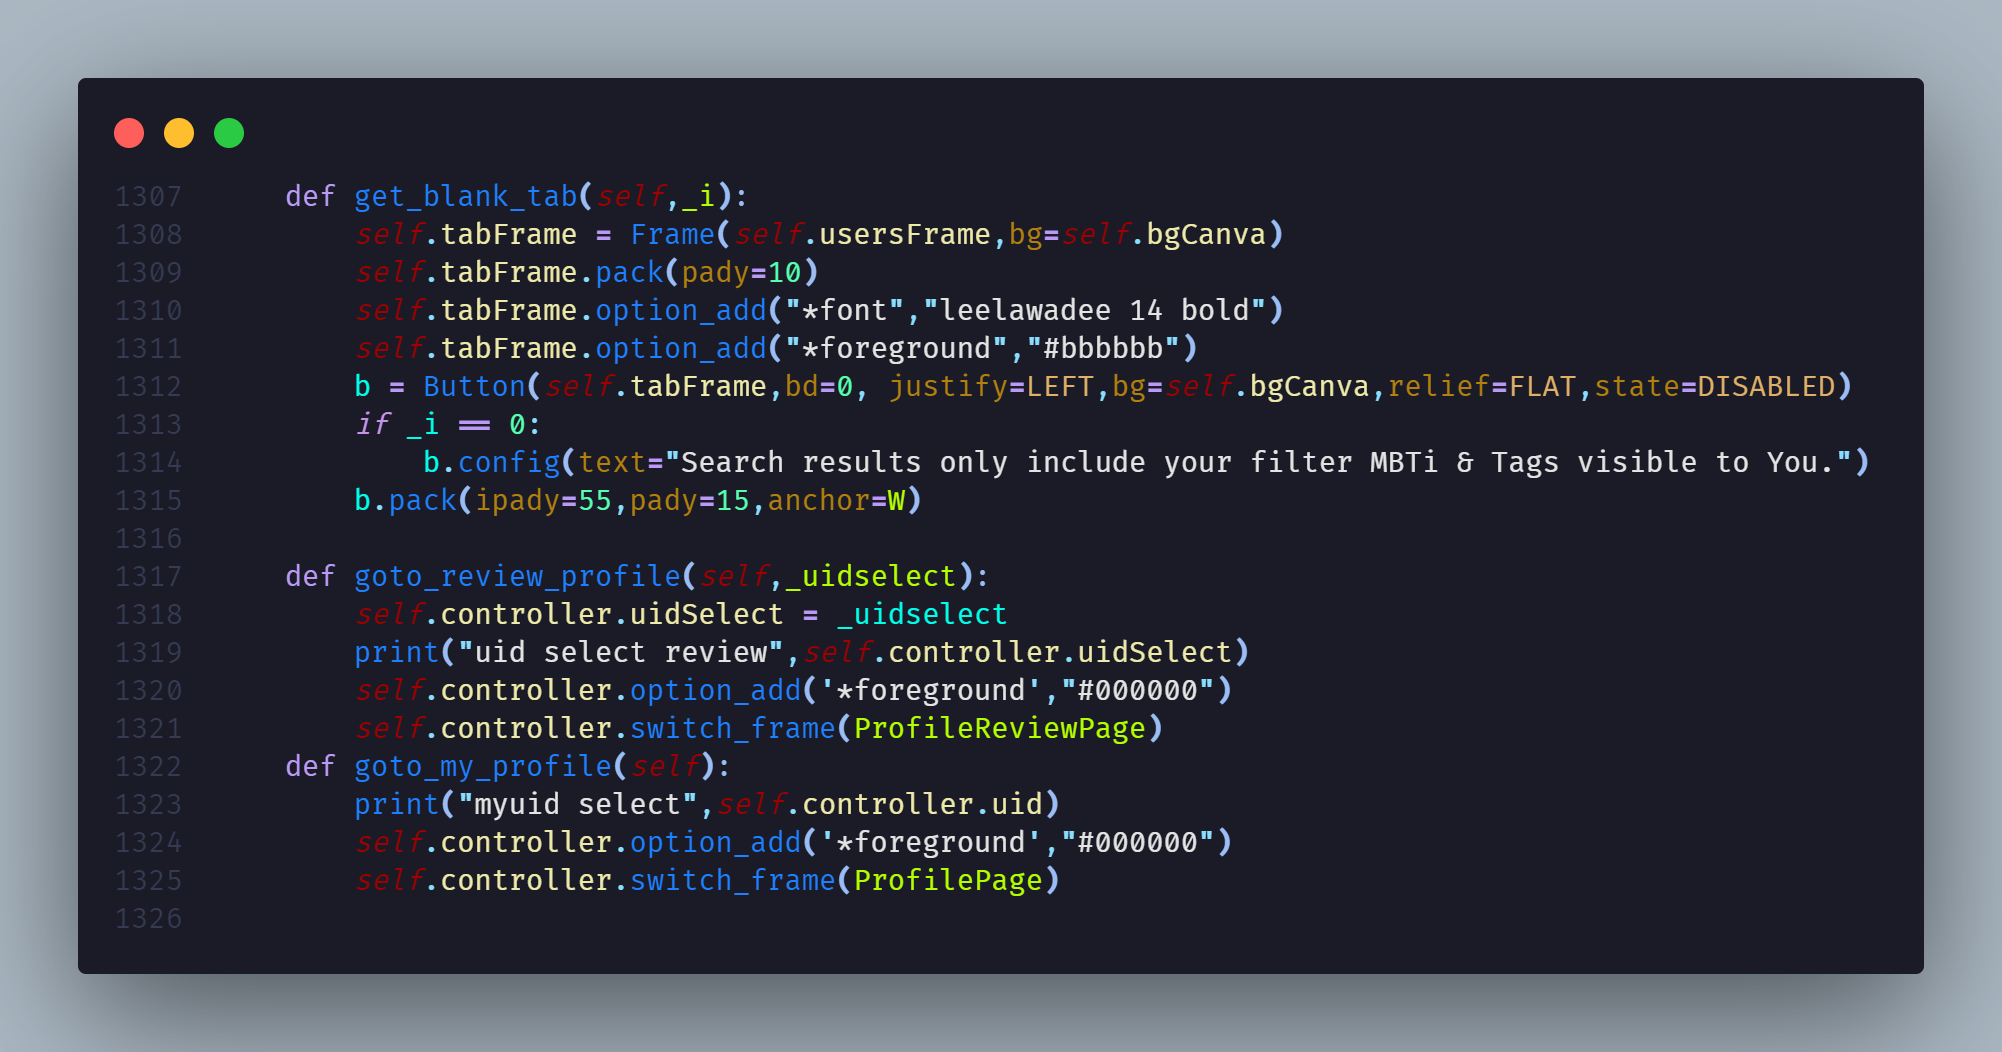 1307     def get_blank_tab(self,_i):
1308         self.tabFrame = Frame(self.usersFrame,bg=self.bgCanva)
1309         self.tabFrame.pack(pady=10)
1310         self.tabFrame.option_add("*font","leelawadee 14 bold")
1311         self.tabFrame.option_add("*foreground","#bbbbbb")
1312         b = Button(self.tabFrame,bd=0, justify=LEFT,bg=self.bgCanva,relief=FLAT,state=DISABLED)
1313         if _i == 0:
1314             b.config(text="Search results only include your filter MBTi & Tags visible to You.")
1315         b.pack(ipady=55,pady=15,anchor=W)
1316
1317     def goto_review_profile(self,_uidselect):
1318         self.controller.uidSelect = _uidselect
1319         print("uid select review",self.controller.uidSelect)
1320         self.controller.option_add('*foreground',"#000000")
1321         self.controller.switch_frame(ProfileReviewPage)
1322     def goto_my_profile(self):
1323         print("myuid select",self.controller.uid)
1324         self.controller.option_add('*foreground',"#000000")
1325         self.controller.switch_frame(ProfilePage)
1326